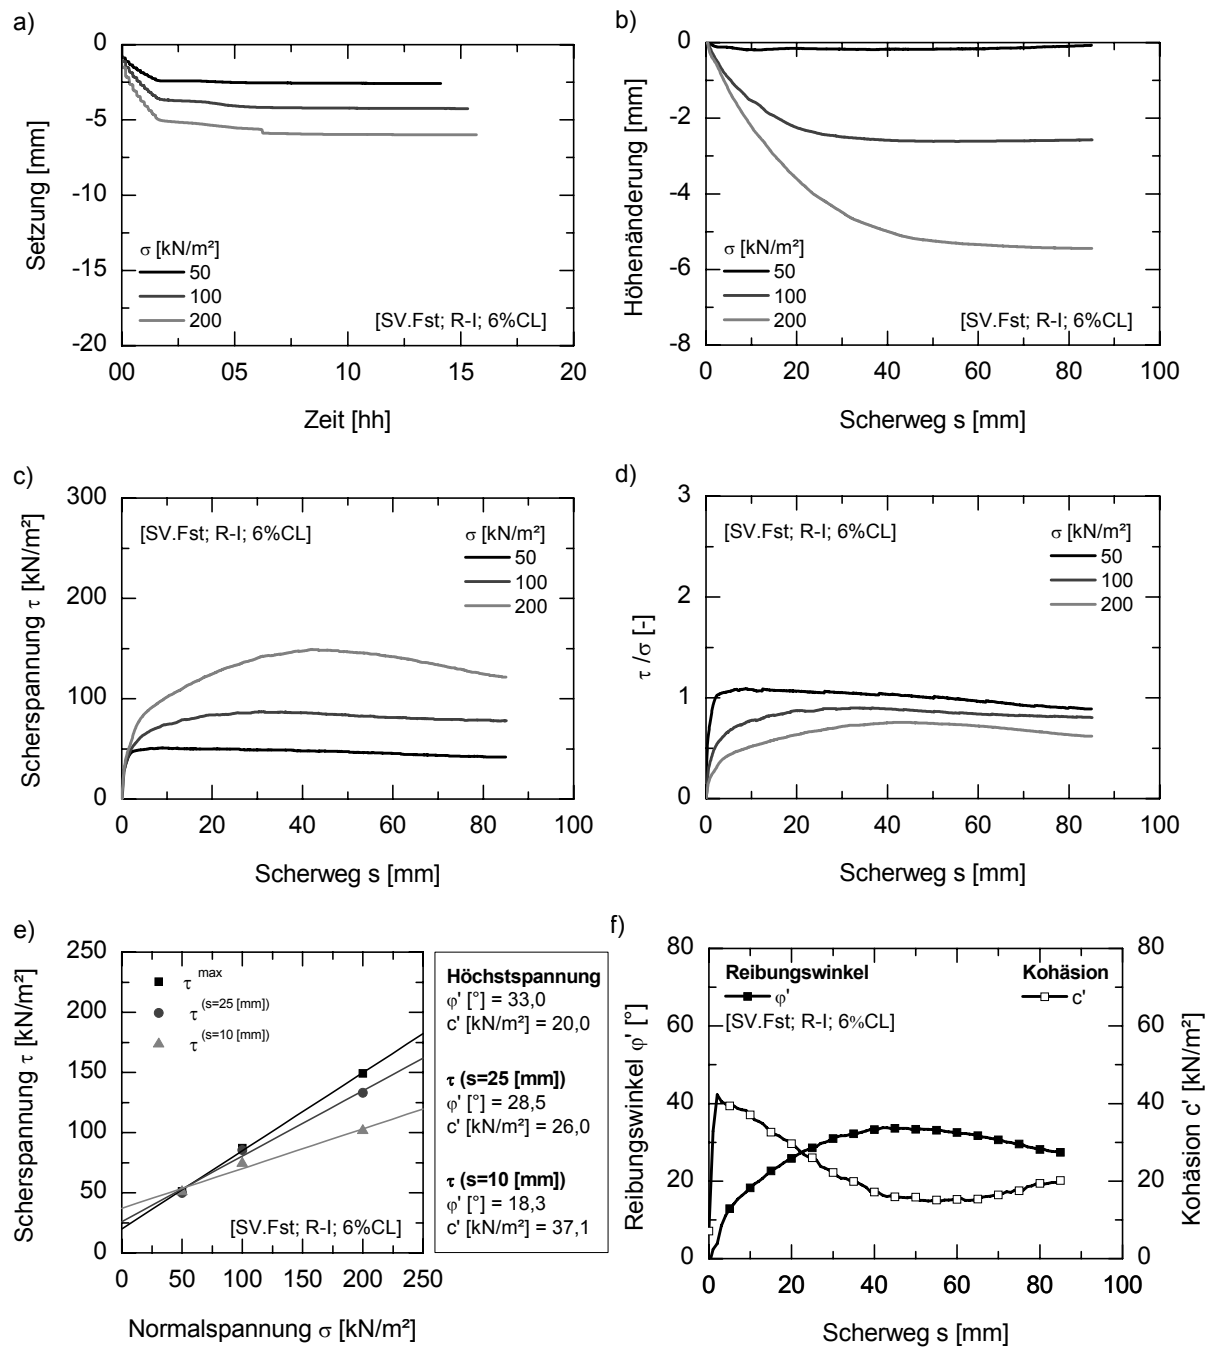 a)
0
-5
-10
-15
-20
Setzung [mm]
σ [kN/m²]
50
100
200
[SV.Fst; R-I; 6%CL]
00 05 10 15 20
Zeit [hh]
b)
0
-2
-4
-6
-8
Höhenänderung [mm]
σ [kN/m²]
50
100
200
[SV.Fst; R-I; 6%CL]
0 20 40 60 80 100
Scherweg s [mm]
c)
300
200
150
100
50
0
Scherspannung τ [kN/m²]
[SV.Fst; R-I; 6%CL]
σ [kN/m²]
50
100
200
0 20 40 60 80 100
Scherweg s [mm]
d)
3
2
1
0
τ /σ [-]
[SV.Fst; R-I; 6%CL]
σ [kN/m²]
50
100
200
0 20 40 60 80 100
Scherweg s [mm]
e)
250
200
150
100
50
0
Scherspannung τ [kN/m²]
τ max
τ (s=25 [mm])
τ (s=10 [mm])
[SV.Fst; R-I; 6%CL]
0 50 100 150 200 250
Normalspannung σ [kN/m²]
Höchstspannung
φ' [°] = 33,0
c' [kN/m²] = 20,0
τ (s=25 [mm])
φ' [°] = 28,5
c' [kN/m²] = 26,0
τ (s=10 [mm])
φ' [°] = 18,3
c' [kN/m²] = 37,1
f)
80
60
40
20
0
Reibungswinkel φ' [°]
Reibungswinkel
φ'
[SV.Fst; R-I; 6%CL]
Kohäsion
c'
80
60
40
20
0
Kohäsion c' [kN/m²]
0 20 40 60 80 100
Scherweg s [mm]